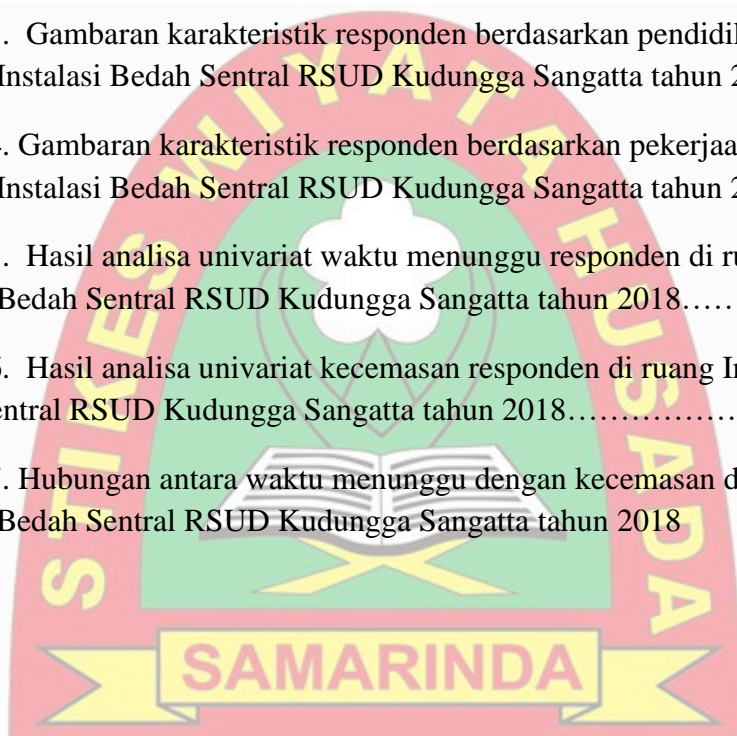 . Gambaran karakteristik responden berdasarkan
Instalasi Bedah Sentral RSUD Kudungga Sangatta tahun 2
. Gambaran karakteristik responden berdasarkan pekerjaa
Instalasi Bedah Sentral RSUD Kudungga Sangatta tahun 2
. Hasil analisa univariat waktu menunggu responden di
Bedah Sentral RSUD Kudungga Sangatta tahun 2018……
. Hasil analisa univariat kecemasan responden di ruang
entral RSUD Kudungga Sangatta tahun 2018………………
. Hubungan antara waktu menunggu dengan kecemasan d
Bedah Sentral RSUD Kudungga Sangatta tahun 2018
STIKES WIYATA HUSADA
SAMARINDA